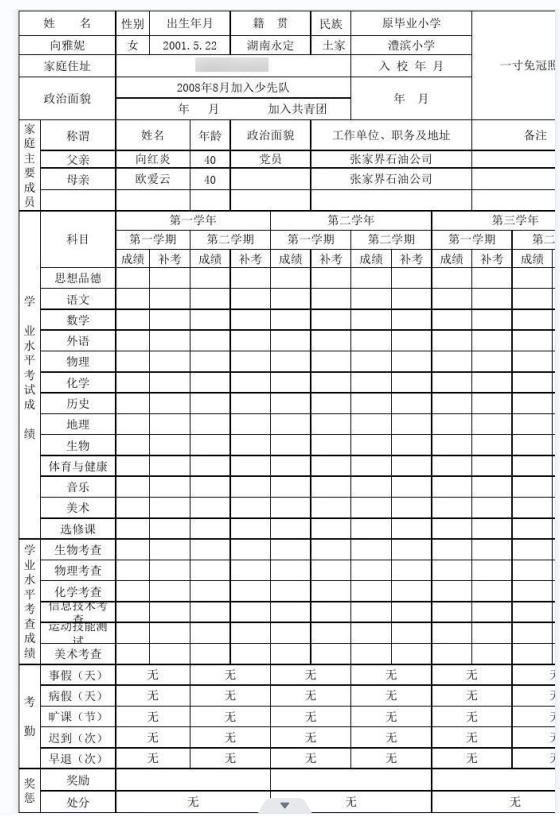 姓 名 性别 出生年月 籍 贯 民族 原毕业小学
向雅妮 女 2001.5.22 湖南永定 土家 澧滨小学
家庭住址 入 校 年 月 一寸免冠照
政治面貌 2008年8月加入少先队 年 月
年 月 加入共青团
家庭主要成员 称谓 姓名 年龄 政治面貌 工作单位、职务及地址 备注
父亲 向红炎 40 党员 张家界石油公司
母亲 欧爱云 40 张家界石油公司
科目 第一学年 第二学年 第三学年
第一学期 第二学期 第一学期 第二学期 第一学期 第二
成绩 补考 成绩 补考 成绩 补考 成绩 补考 成绩 补考 成绩
学业水平考试成绩
思想品德
语文
数学
外语
物理
化学
历史
地理
生物
体育与健康
音乐
美术
选修课
学业水平考查成绩
生物考查
物理考查
化学考查
信息技术考查
运动技能测试
美术考查
考勤
事假（天） 无 无 无 无 无
病假（天） 无 无 无 无 无
旷课（节） 无 无 无 无 无
迟到（次） 无 无 无 无 无
早退（次） 无 无 无 无 无
奖惩
奖励
处分 无 无 无